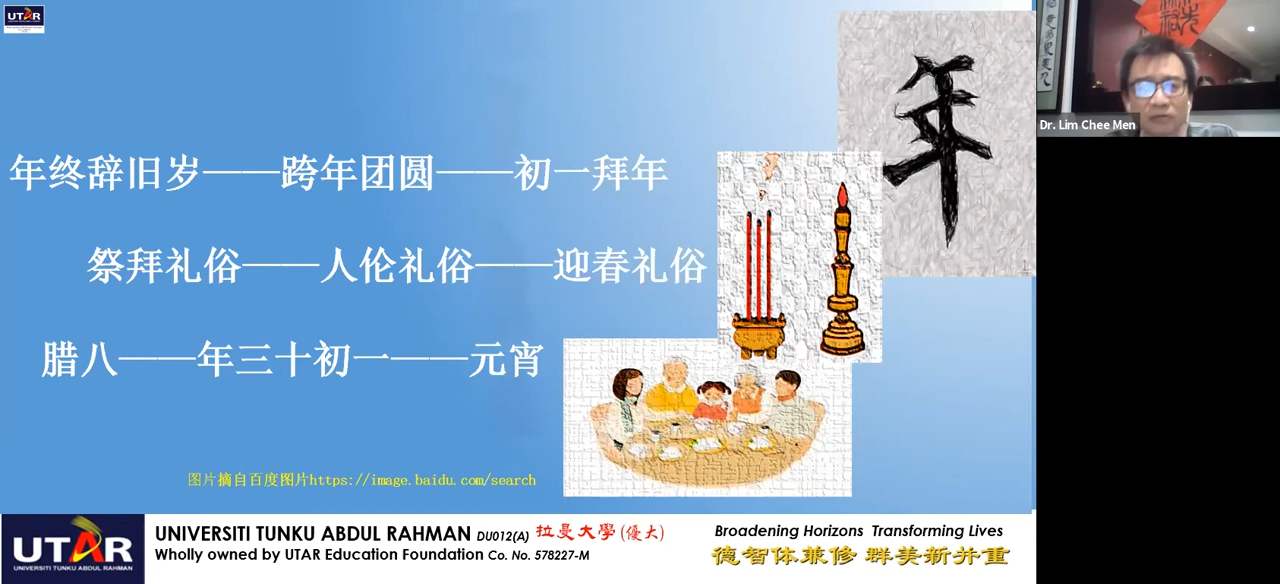 UTAR
年终辞旧岁——跨年团圆——初一拜年
祭拜礼俗——人伦礼俗——迎春礼俗
腊八——年三十初一——元宵
年
图片摘自百度图片https://image.baidu.com/search
Dr. Lim Chee Men
UTAR
UNIVERSITI TUNKU ABDUL RAHMAN
UNIVERSITI TUNKU ABDUL RAHMAN DU012(A) 拉曼大學(優大)
Wholly owned by UTAR Education Foundation Co. No. 578227-M
Broadening Horizons Transforming Lives
德智体兼修 群美新并重